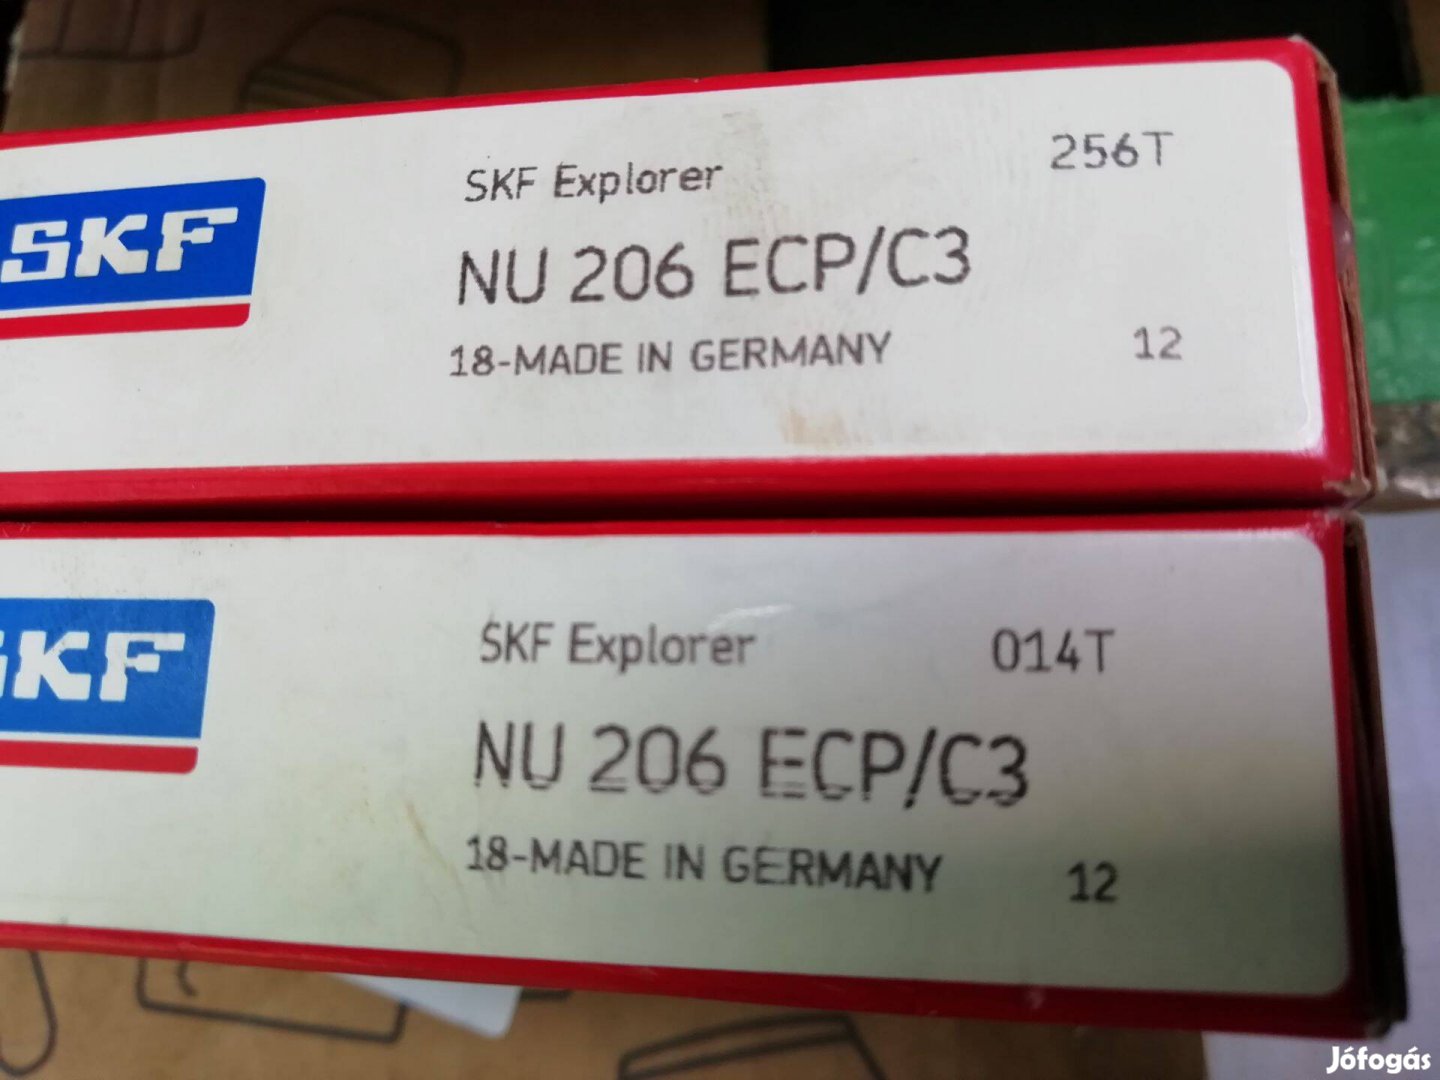 SKF
SKF Explorer 256T
NU 206 ECP/C3
18-MADE IN GERMANY 12
SKF
SKF Explorer 014T
NU 206 ECP/C3
18-MADE IN GERMANY 12
Jófogás